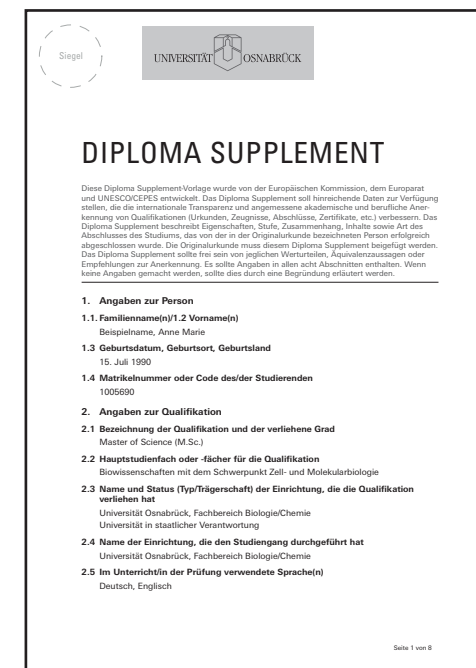 Siegel
UNIVERSITÄT OSNABRÜCK
DIPLOMA SUPPLEMENT
Diese Diploma Supplement-Vorlage wurde von der Europäischen Kommission, dem Europarat
und UNESCO/CEPES entwickelt. Das Diploma Supplement soll hinreichende Daten zur Verfügung
stellen, die die internationale Transparenz und angemessene akademische und berufliche Aner-
kennung von Qualifikationen (Urkunden, Zeugnisse, Abschlüsse, Zertifikate, etc.) verbessern. Das
Diploma Supplement beschreibt Eigenschaften, Stufe, Zusammenhang, Inhalte sowie Art des
Abschlusses des Studiums, das von der in der Originalurkunde bezeichneten Person erfolgreich
abgeschlossen wurde. Die Originalurkunde muss diesem Diploma Supplement beigefügt werden.
Das Diploma Supplement sollte frei sein von jeglichen Werturteilen, Äquivalenzaussagen oder
Empfehlungen zur Anerkennung. Es sollte Angaben in allen acht Abschnitten enthalten. Wenn
keine Angaben gemacht werden, sollte dies durch eine Begründung erläutert werden.
1. Angaben zur Person
1.1. Familienname(n)/1.2 Vorname(n)
Beispielname, Anne Marie
1.3 Geburtsdatum, Geburtsort, Geburtsland
15. Juli 1990
1.4 Matrikelnummer oder Code des/der Studierenden
1005690
2. Angaben zur Qualifikation
2.1 Bezeichnung der Qualifikation und der verliehene Grad
Master of Science (M.Sc.)
2.2 Hauptstudienfach oder -fächer für die Qualifikation
Biowissenschaften mit dem Schwerpunkt Zell- und Molekularbiologie
2.3 Name und Status (Typ/Trägerschaft) der Einrichtung, die die Qualifikation
verliehen hat
Universität Osnabrück, Fachbereich Biologie/Chemie
Universität in staatlicher Verantwortung
2.4 Name der Einrichtung, die den Studiengang durchgeführt hat
Universität Osnabrück, Fachbereich Biologie/Chemie
2.5 Im Unterricht/in der Prüfung verwendete Sprache(n)
Deutsch, Englisch
Seite 1 von 8